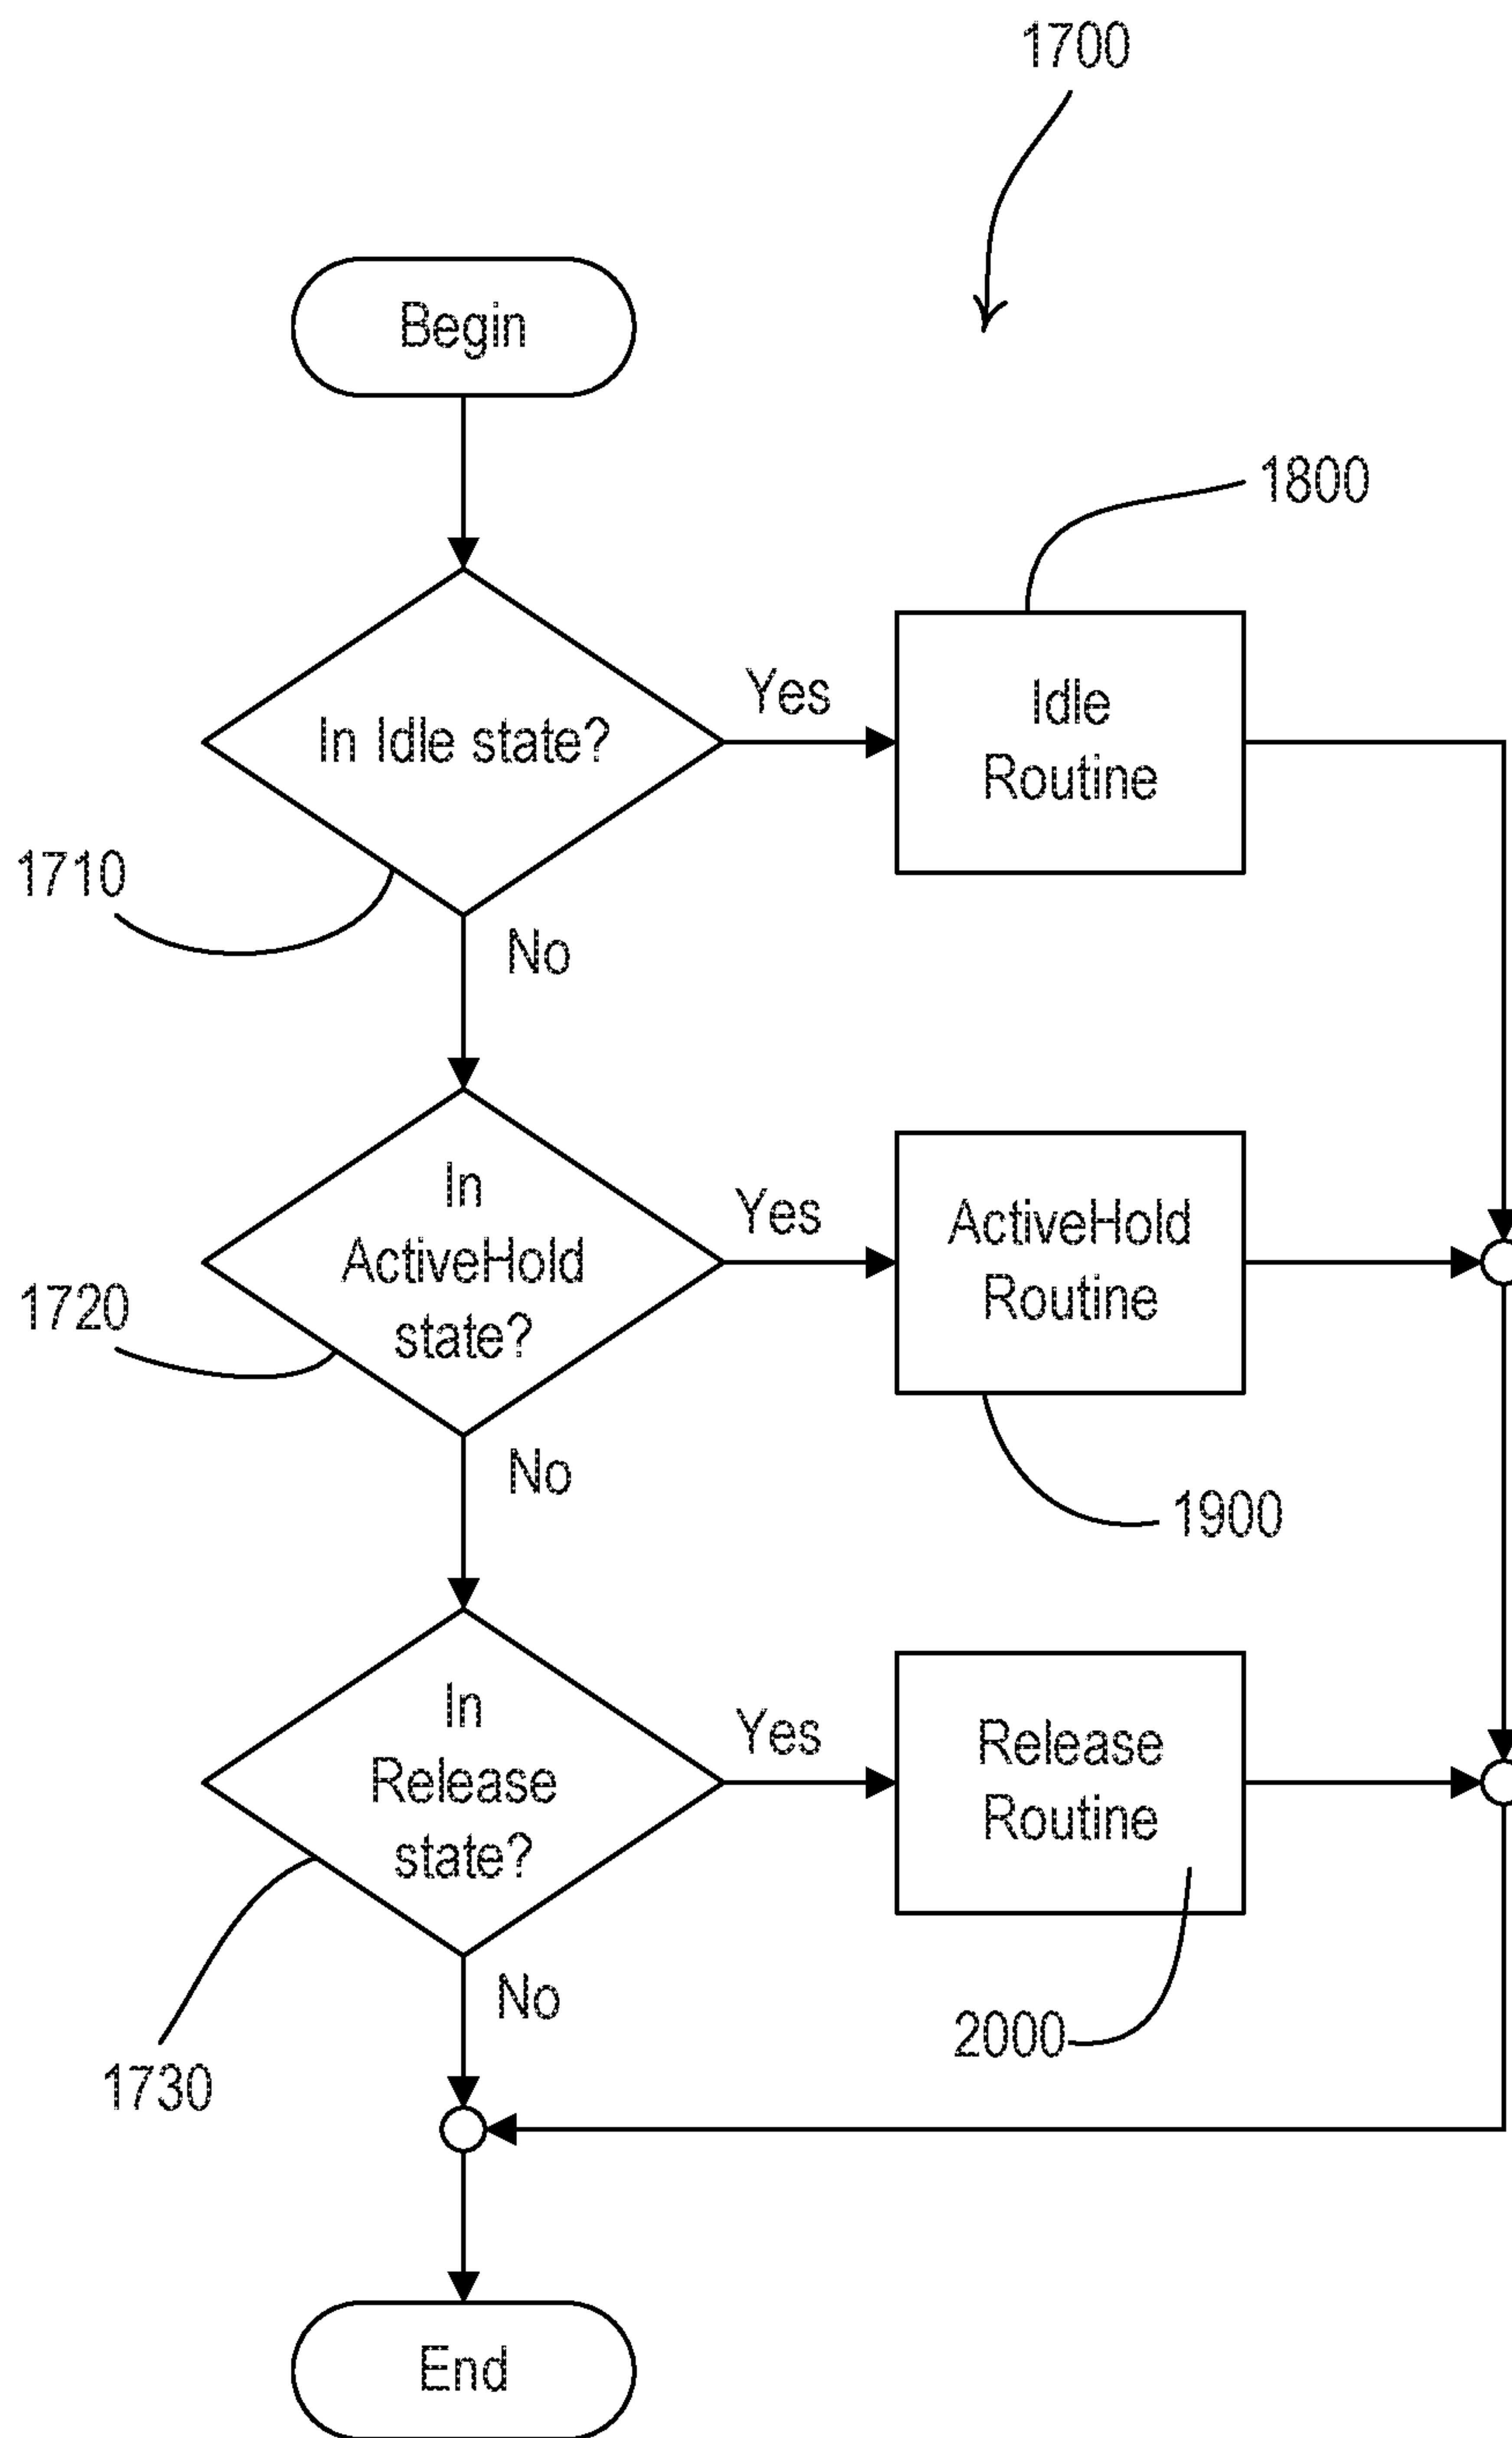 1700
Begin
1800
In Idle state?
Yes
Idle
Routine
1710
No
In
ActiveHold
state?
Yes
ActiveHold
Routine
1720
No
1900
In
Release
state?
Yes
Release
Routine
No
2000
1730
End